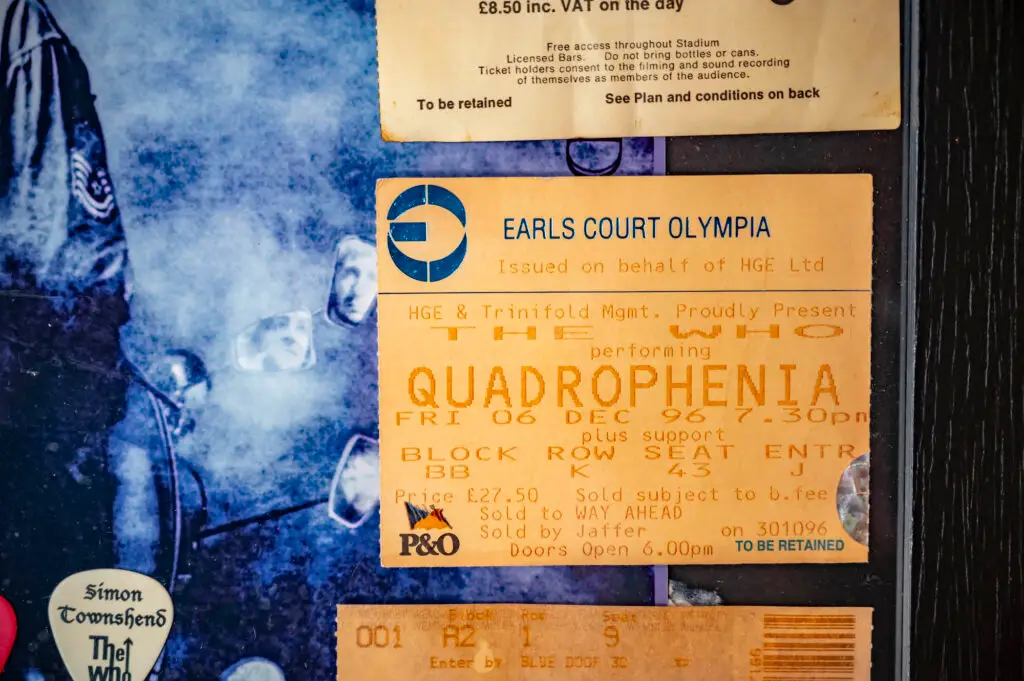 £8.50 inc. VAT on the day
Free access throughout Stadium
Licensed Bars. Do not bring bottles or cans.
Ticket holders consent to the filming and sound recording
of themselves as members of the audience.
To be retained See Plan and conditions on back
EARLS COURT OLYMPIA
Issued on behalf of HGE Ltd
HGE & Trinifold Mgmt. Proudly Present
THE WHO
performing
QUADROPHENIA
FRI 06 DEC 96 7.30pm
plus support
BLOCK ROW SEAT ENTR
BB K 43 J
Price £27.50 Sold subject to b.fee
Sold to WAY AHEAD
Sold by Jaffer on 301096
Doors Open 6.00pm TO BE RETAINED
P&O
Simon
Townshend
The
Who
Block Row Seat
001 A2 1 9
Enter by BLUE DOOR